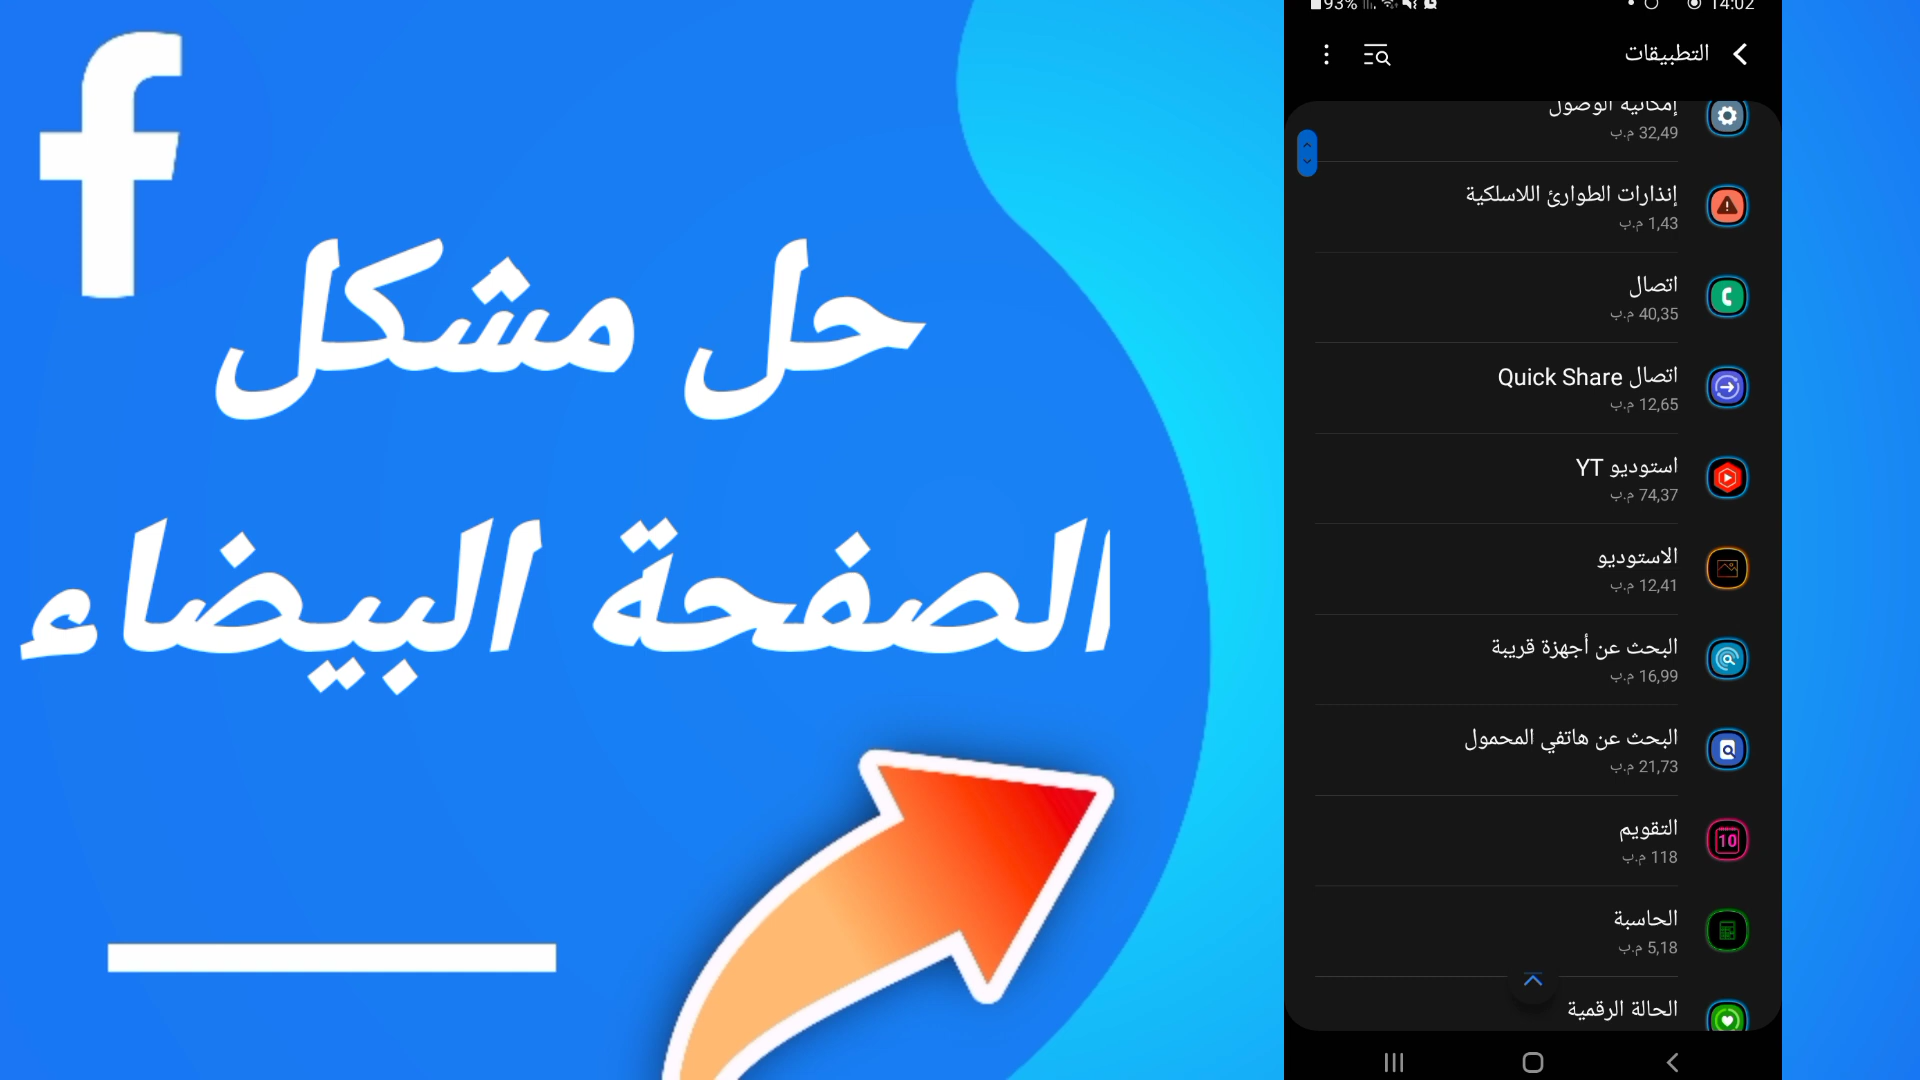 حل مشكل
الصفحة البيضاء
93%
14:02
التطبيقات
إمكانية الوصول
32,49 م.ب
إنذارات الطوارئ اللاسلكية
1,43 م.ب
اتصال
40,35 م.ب
اتصال Quick Share
12,65 م.ب
استوديو YT
74,37 م.ب
الاستوديو
12,41 م.ب
البحث عن أجهزة قريبة
16,99 م.ب
البحث عن هاتفي المحمول
21,73 م.ب
التقويم
10
118 م.ب
الحاسبة
5,18 م.ب
الحالة الرقمية